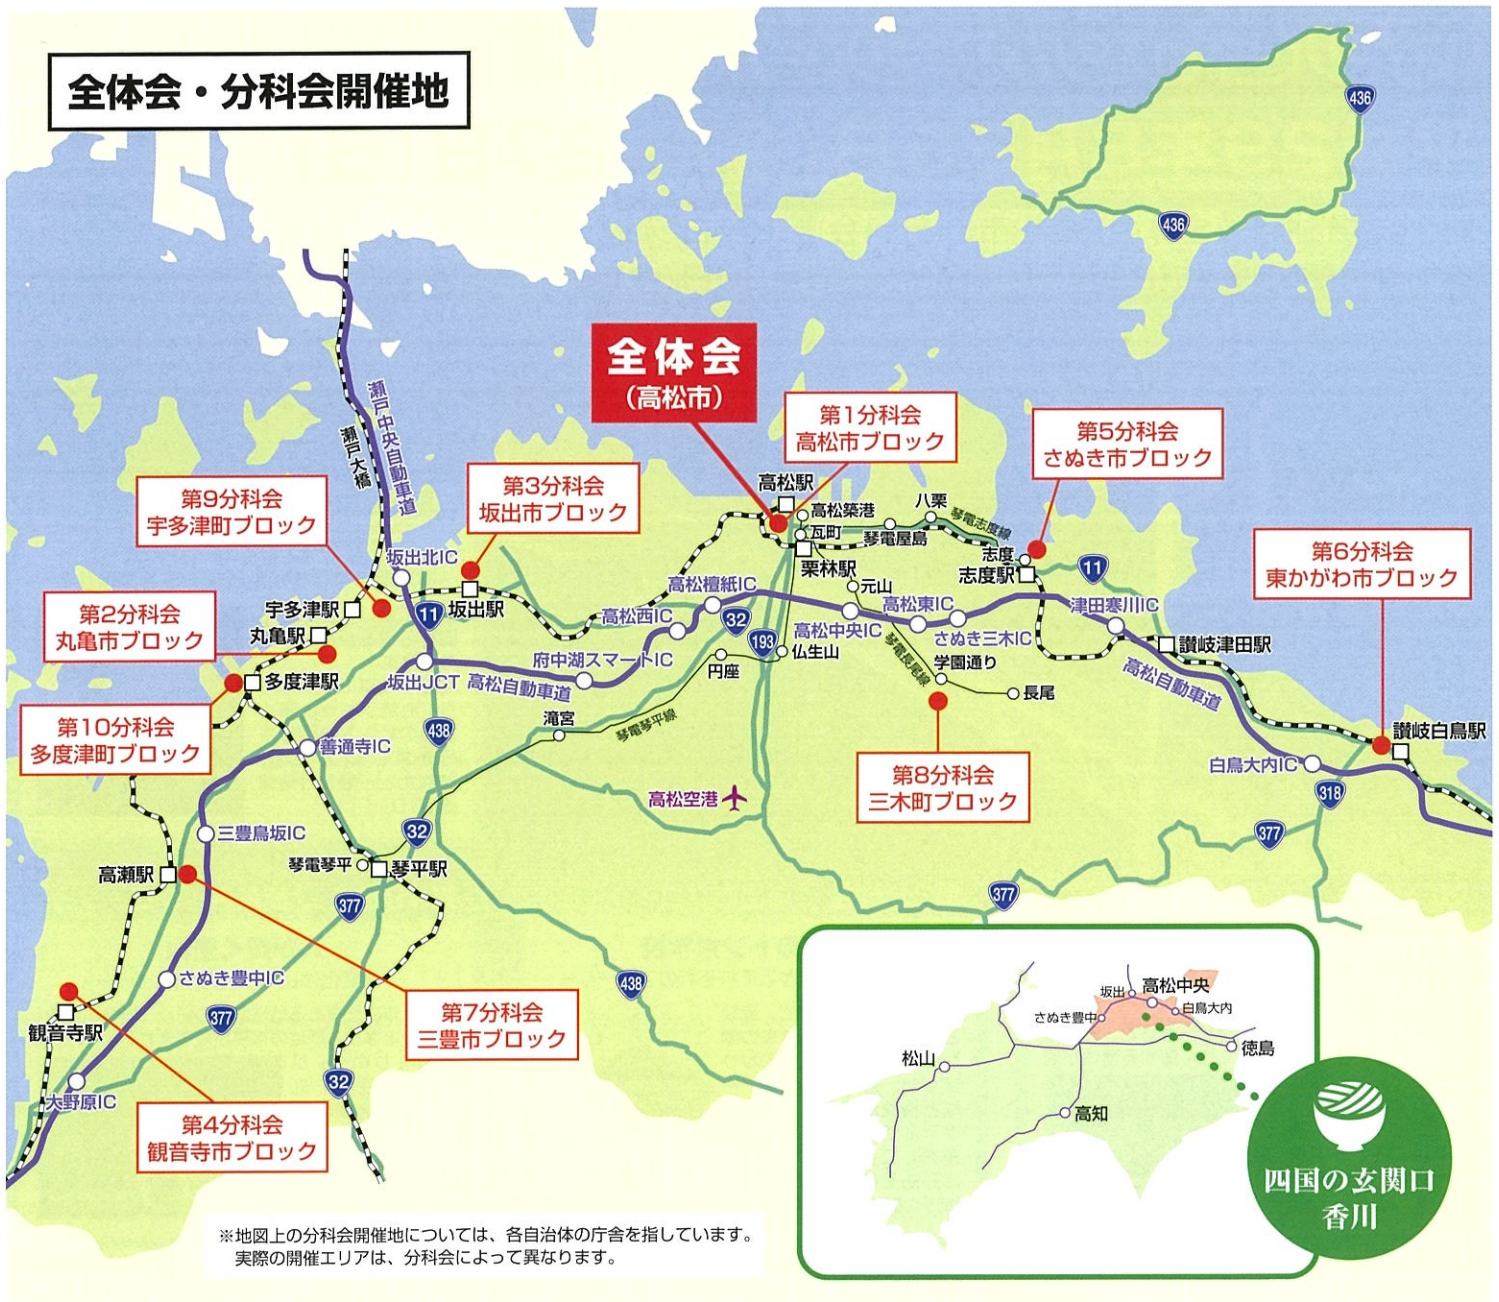 全体会・分科会開催地
436
436
全体会
（高松市）
第1分科会
高松市ブロック
第5分科会
さぬき市ブロック
第9分科会
宇多津町ブロック
第3分科会
坂出市ブロック
第6分科会
東かがわ市ブロック
第2分科会
丸亀市ブロック
第10分科会
多度津町ブロック
第8分科会
三木町ブロック
第7分科会
三豊市ブロック
第4分科会
観音寺市ブロック
瀬戸中央自動車道
瀬戸大橋
坂出北IC
宇多津駅
丸亀駅
多度津駅
坂出駅
11
坂出JCT
高松自動車道
府中湖スマートIC
高松西IC
高松檀紙IC
32
193
高松駅
高松築港
瓦町
栗林駅
琴電屋島
八栗
琴電志度線
志度
志度駅
11
元山
高松中央IC
高松東IC
さぬき三木IC
津田寒川IC
讃岐津田駅
高松自動車道
琴電長尾線
学園通り
長尾
仏生山
円座
滝宮
琴電琴平線
438
善通寺IC
高松空港
白鳥大内IC
讃岐白鳥駅
318
377
377
三豊鳥坂IC
高瀬駅
32
琴電琴平
琴平駅
377
438
さぬき豊中IC
377
観音寺駅
大野原IC
32
坂出
高松中央
さぬき豊中
白鳥大内
徳島
松山
高知
四国の玄関口
香川
※地図上の分科会開催地については、各自治体の庁舎を指しています。
実際の開催エリアは、分科会によって異なります。